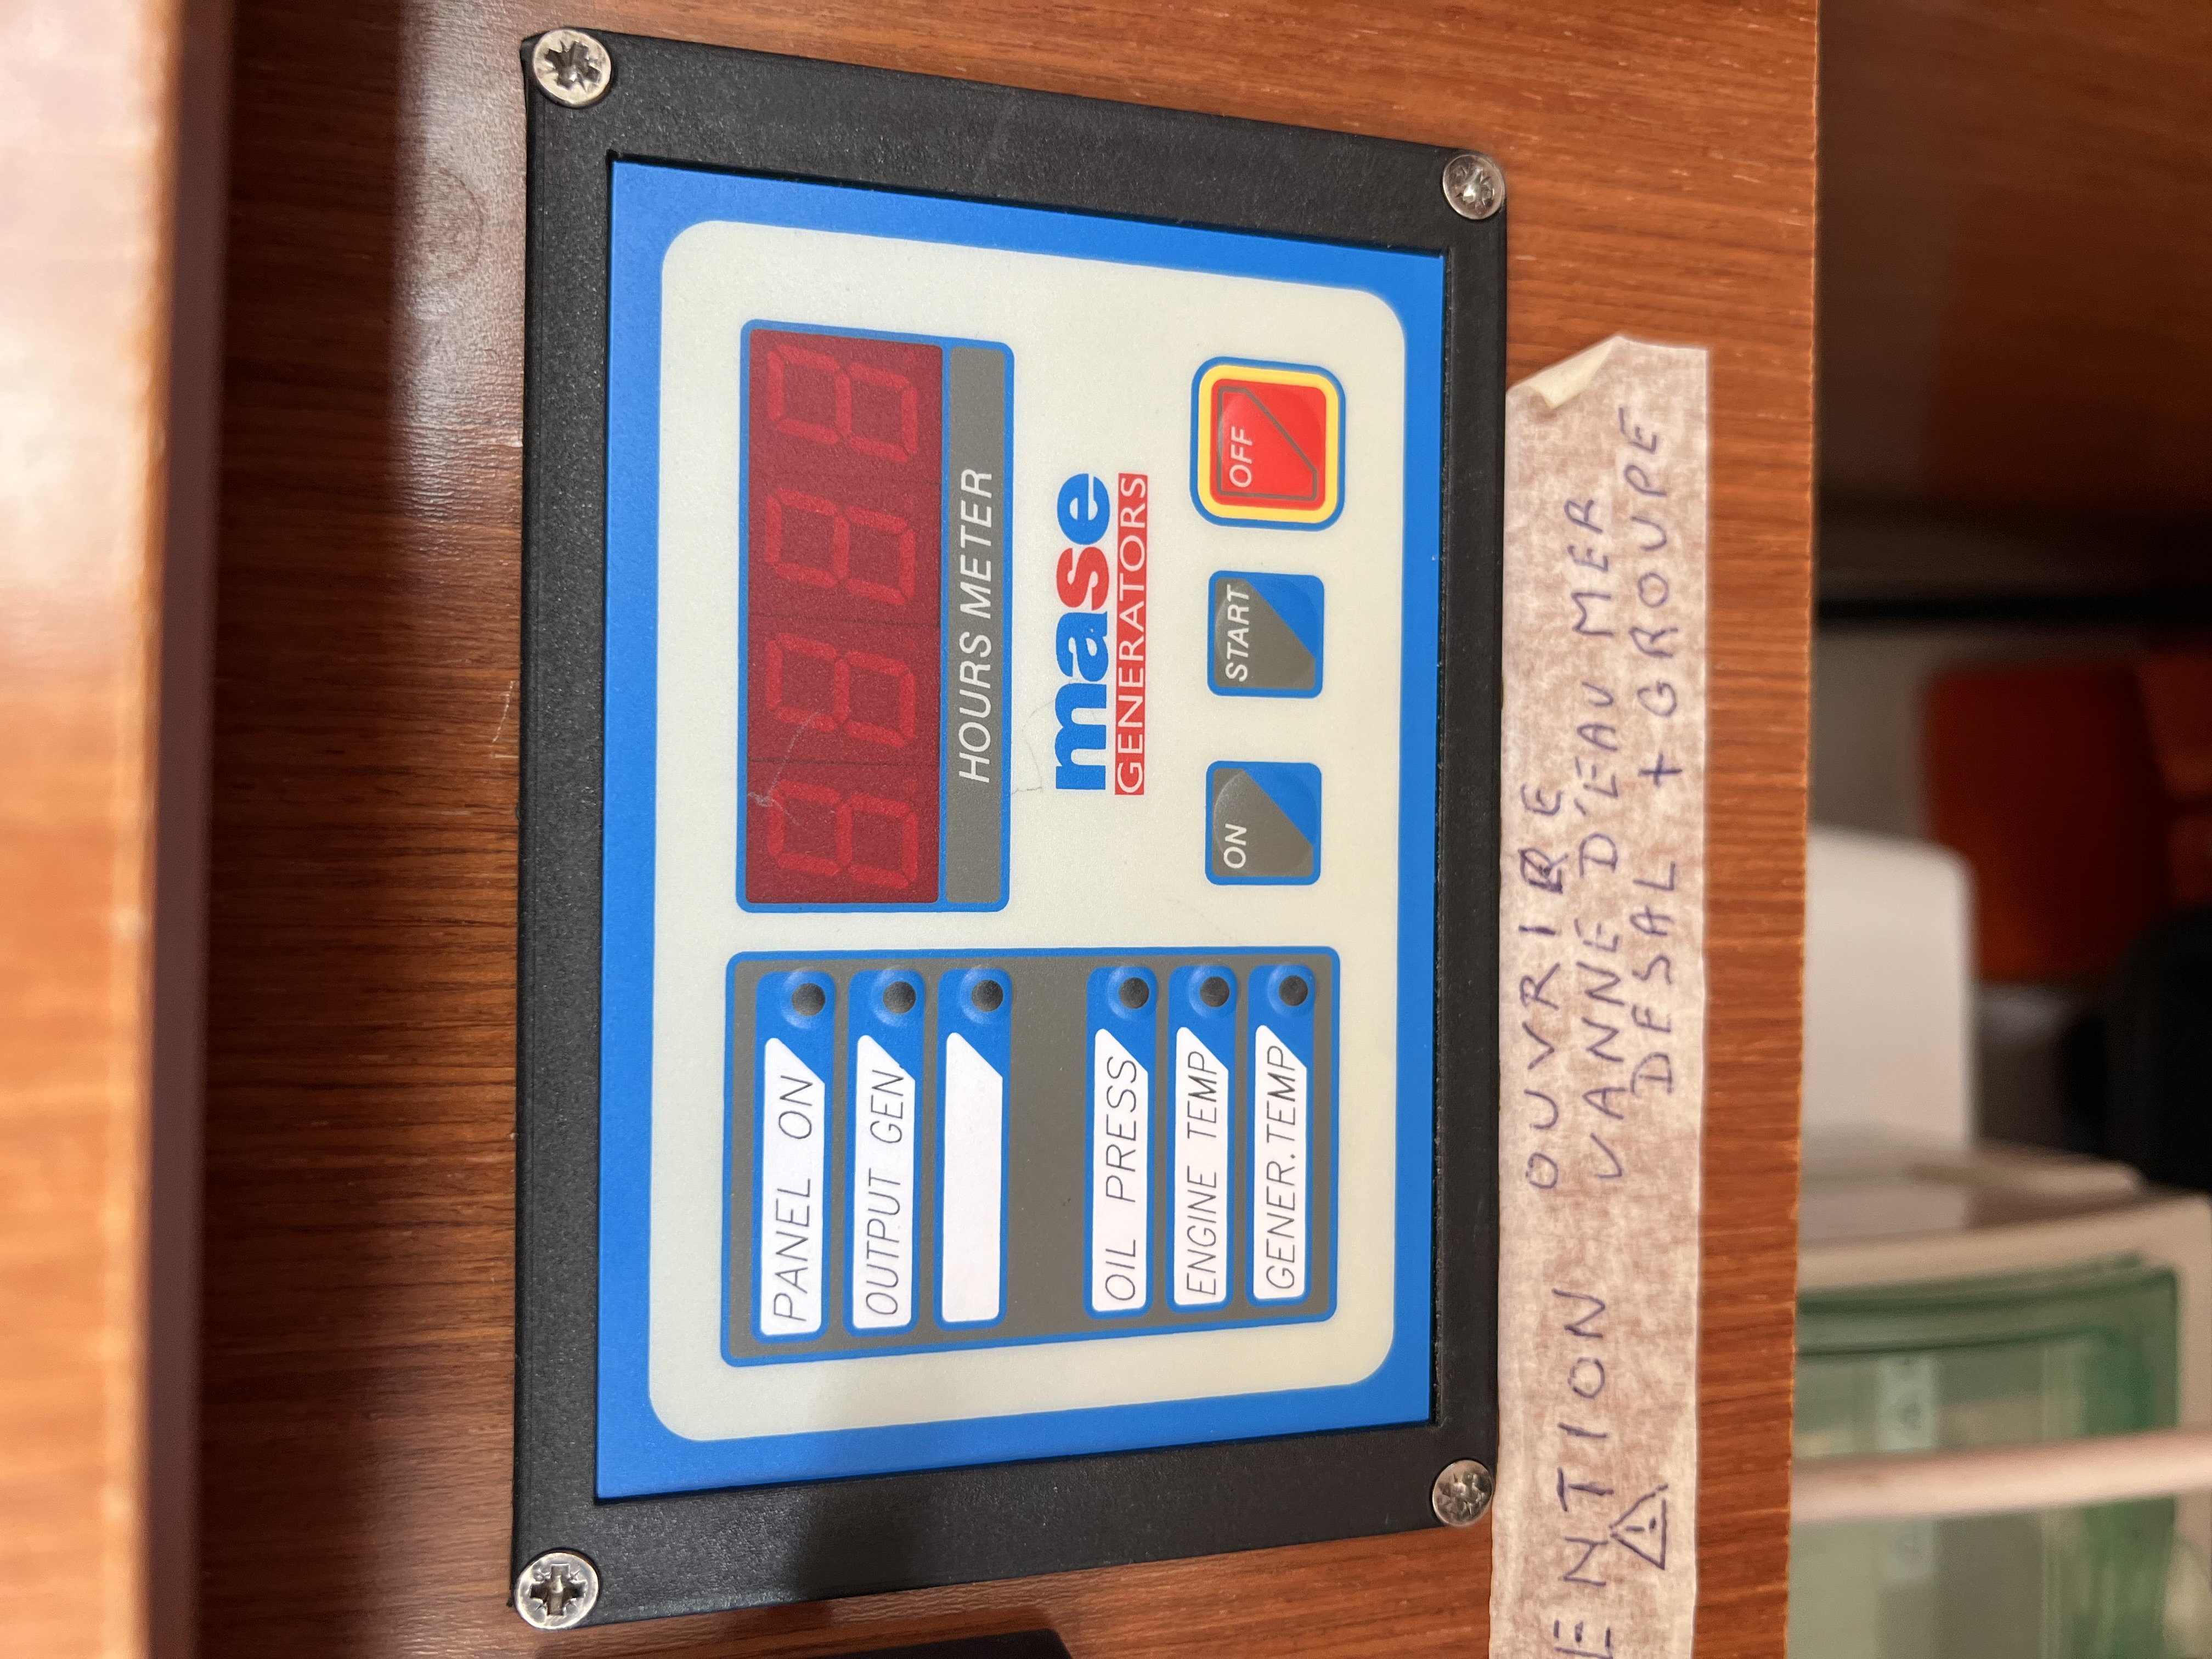 PANEL ON
OUTPUT GEN
OIL PRESS
ENGINE TEMP
GENER.TEMP
HOURS METER
mase
GENERATORS
ON
START
OFF
ENTION OUVRIRE
VANNE D'EAU MER
DESAL + GROUPE